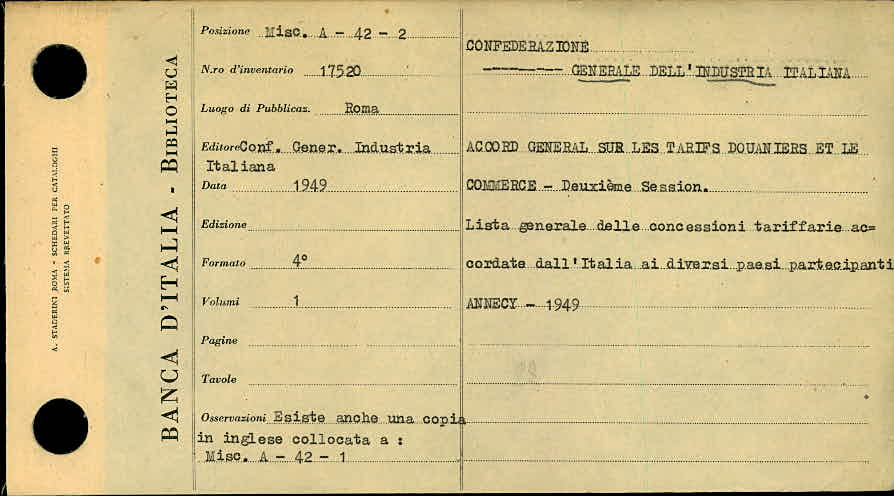 A. STADERINI ROMA - SCHEDARI PER CATALOGHI
SISTEMA BREVETTATO
BANCA D'ITALIA - BIBLIOTECA
Posizione Misc. A - 42 - 2
N.ro d'inventario 17520
Luogo di Pubblicaz. Roma
Editore Conf. Gener. Industria
Italiana
Data 1949
Edizione
Formato 4°
Volumi 1
Pagine
Tavole
Osservazioni Esiste anche una copia
in inglese collocata a :
Misc. A - 42 - 1
CONFEDERAZIONE
GENERALE DELL'INDUSTRIA ITALIANA
ACCORD GENERAL SUR LES TARIFS DOUANIERS ET LE
COMMERCE - Deuxième Session.
Lista generale delle concessioni tariffarie ac=
cordate dall'Italia ai diversi paesi partecipanti
ANNECY - 1949